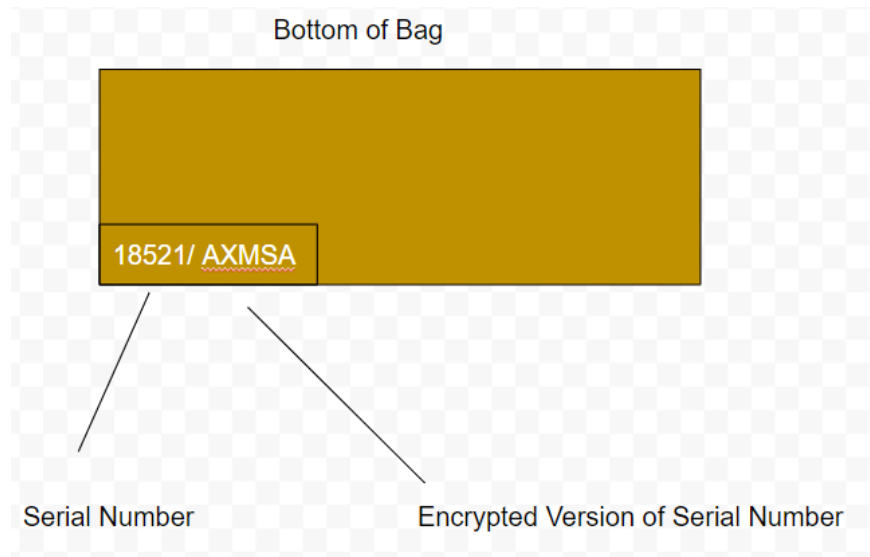 Bottom of Bag
18521/ AXMSA
Serial Number
Encrypted Version of Serial Number